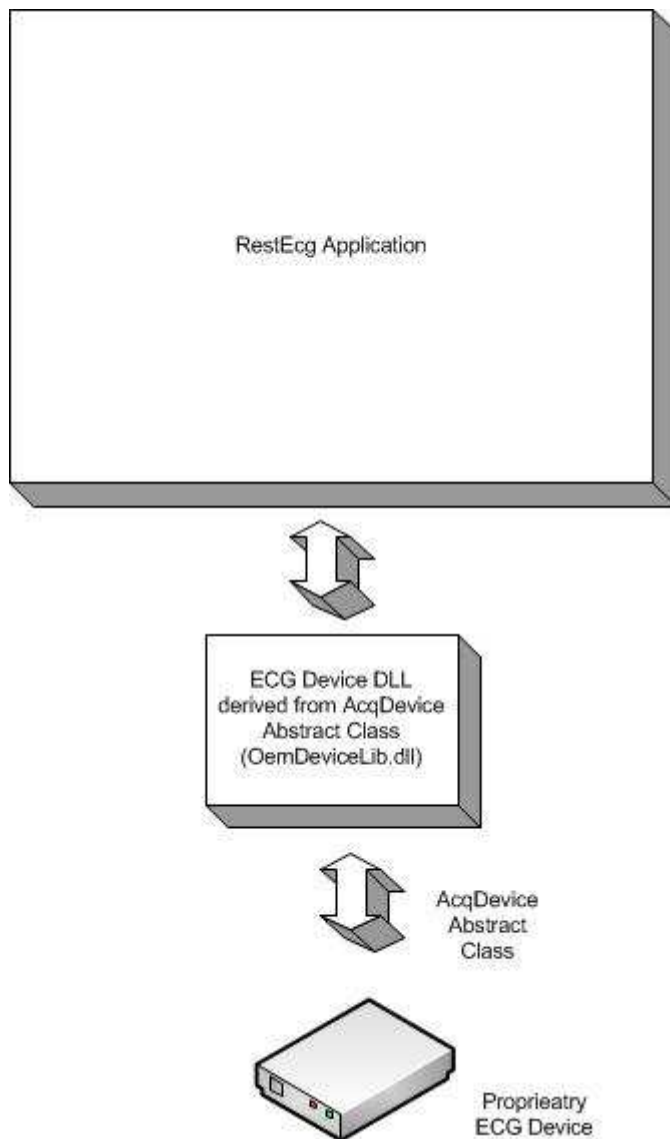 RestEcg Application
ECG Device DLL
derived from AcqDevice
Abstract Class
(OemDeviceLib.dll)
AcqDevice
Abstract
Class
Proprieatry
ECG Device